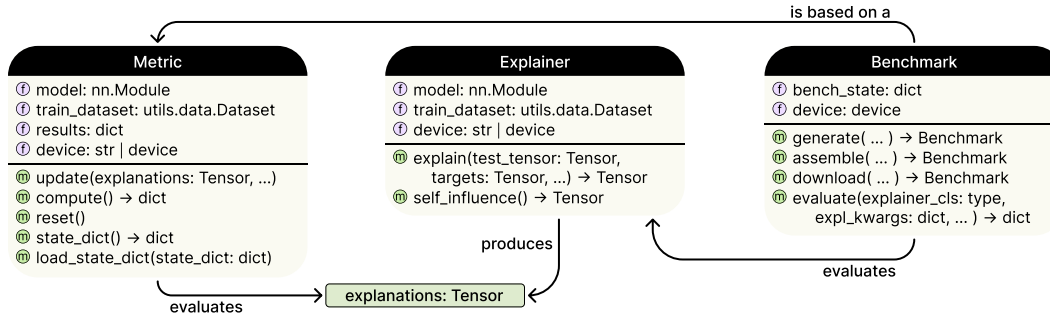 is based on a
Metric
f model: nn.Module
f train_dataset: utils.data.Dataset
f results: dict
f device: str | device
m update(explanations: Tensor, ...)
m compute() → dict
m reset()
m state_dict() → dict
m load_state_dict(state_dict: dict)
Explainer
f model: nn.Module
f train_dataset: utils.data.Dataset
f device: str | device
m explain(test_tensor: Tensor,
targets: Tensor, ...) → Tensor
m self_influence() → Tensor
Benchmark
f bench_state: dict
f device: device
m generate( ... ) → Benchmark
m assemble( ... ) → Benchmark
m download( ... ) → Benchmark
m evaluate(explainer_cls: type,
expl_kwargs: dict, ... ) → dict
produces
evaluates
evaluates
explanations: Tensor